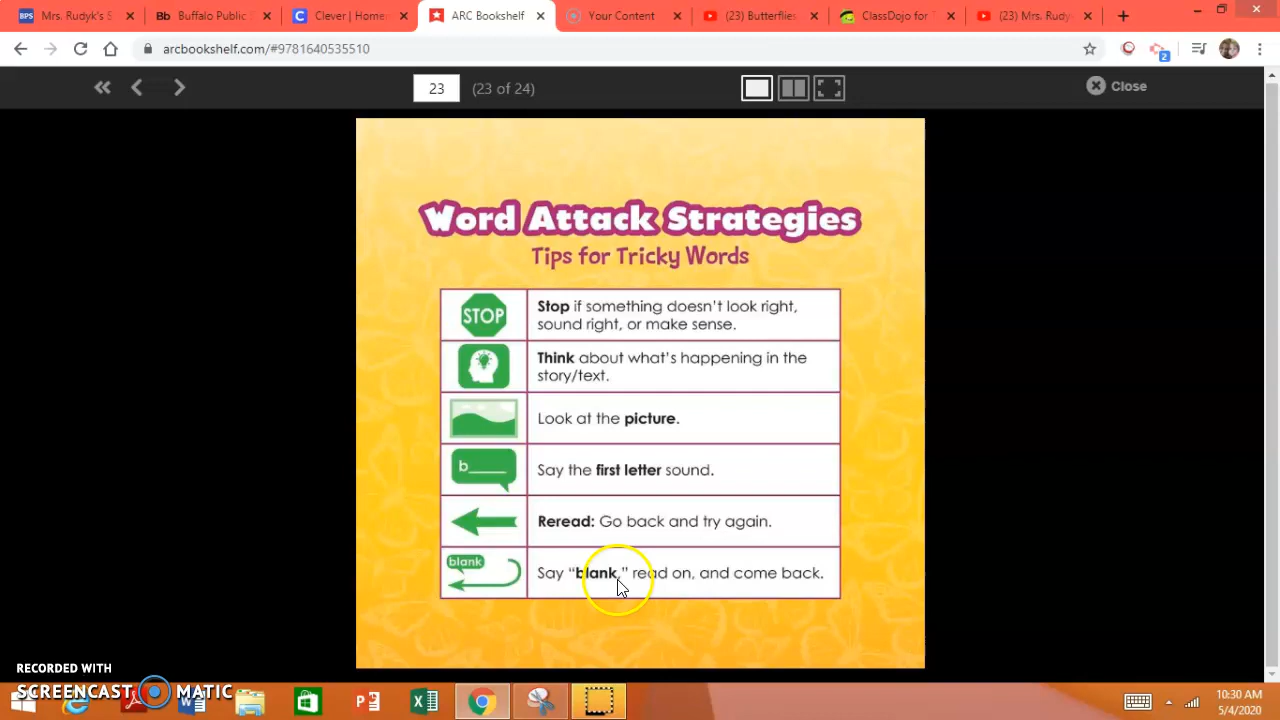 BPS Mrs. Rudyk's S
Bb Buffalo Public
C Clever | Home
ARC Bookshelf
Your Content
(23) Butterflies
ClassDojo for
(23) Mrs. Rudy
arcbookshelf.com/#9781640535510
2
23 (23 of 24)
Close
Word Attack Strategies
Tips for Tricky Words
STOP
Stop if something doesn't look right,
sound right, or make sense.
Think about what's happening in the
story/text.
Look at the picture.
b____
Say the first letter sound.
Reread: Go back and try again.
blank
Say "blank," read on, and come back.
RECORDED WITH
SCREENCAST MATIC
10:30 AM
5/4/2020